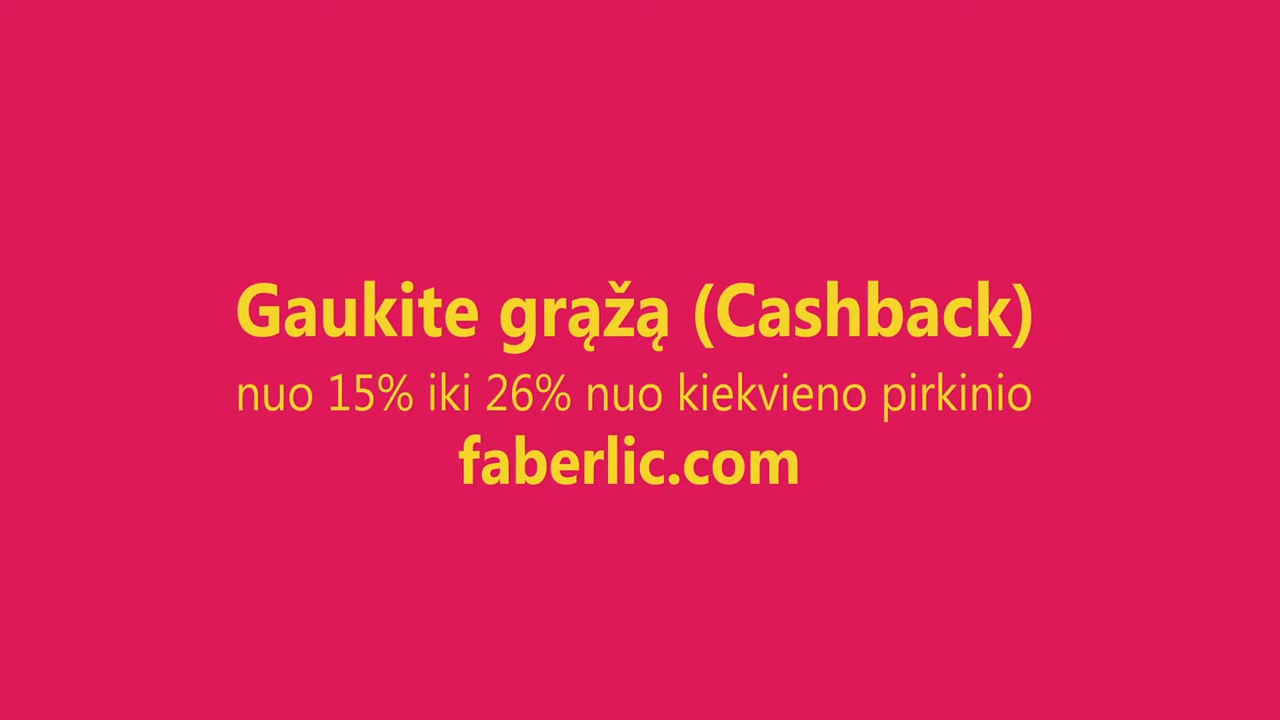 Gaukite grąžą (Cashback)
nuo 15% iki 26% nuo kiekvieno pirkinio
faberlic.com